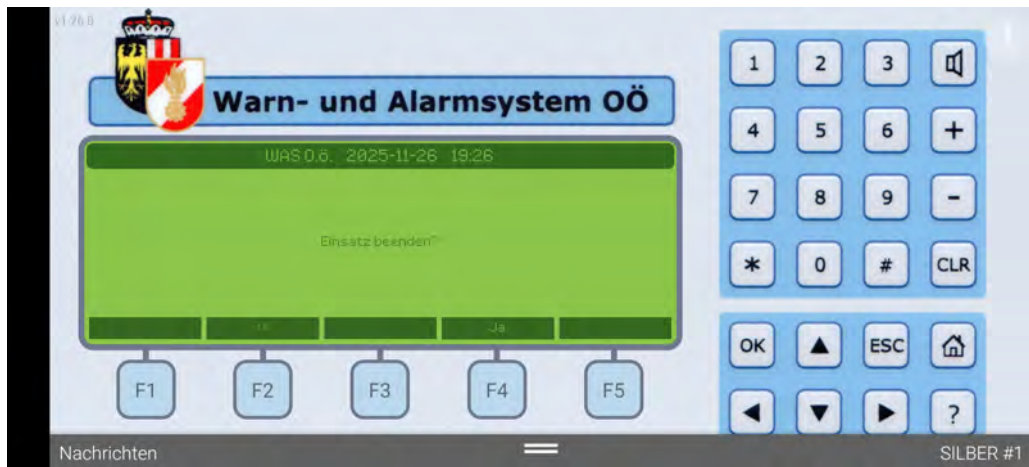 v1.26.0
Warn- und Alarmsystem OÖ
WAS O.ö. 2025-11-26 19:26
Einsatz beenden?
Ja
F1 F2 F3 F4 F5
1 2 3
4 5 6 +
7 8 9 -
* 0 # CLR
OK ESC
?
Nachrichten
SILBER #1